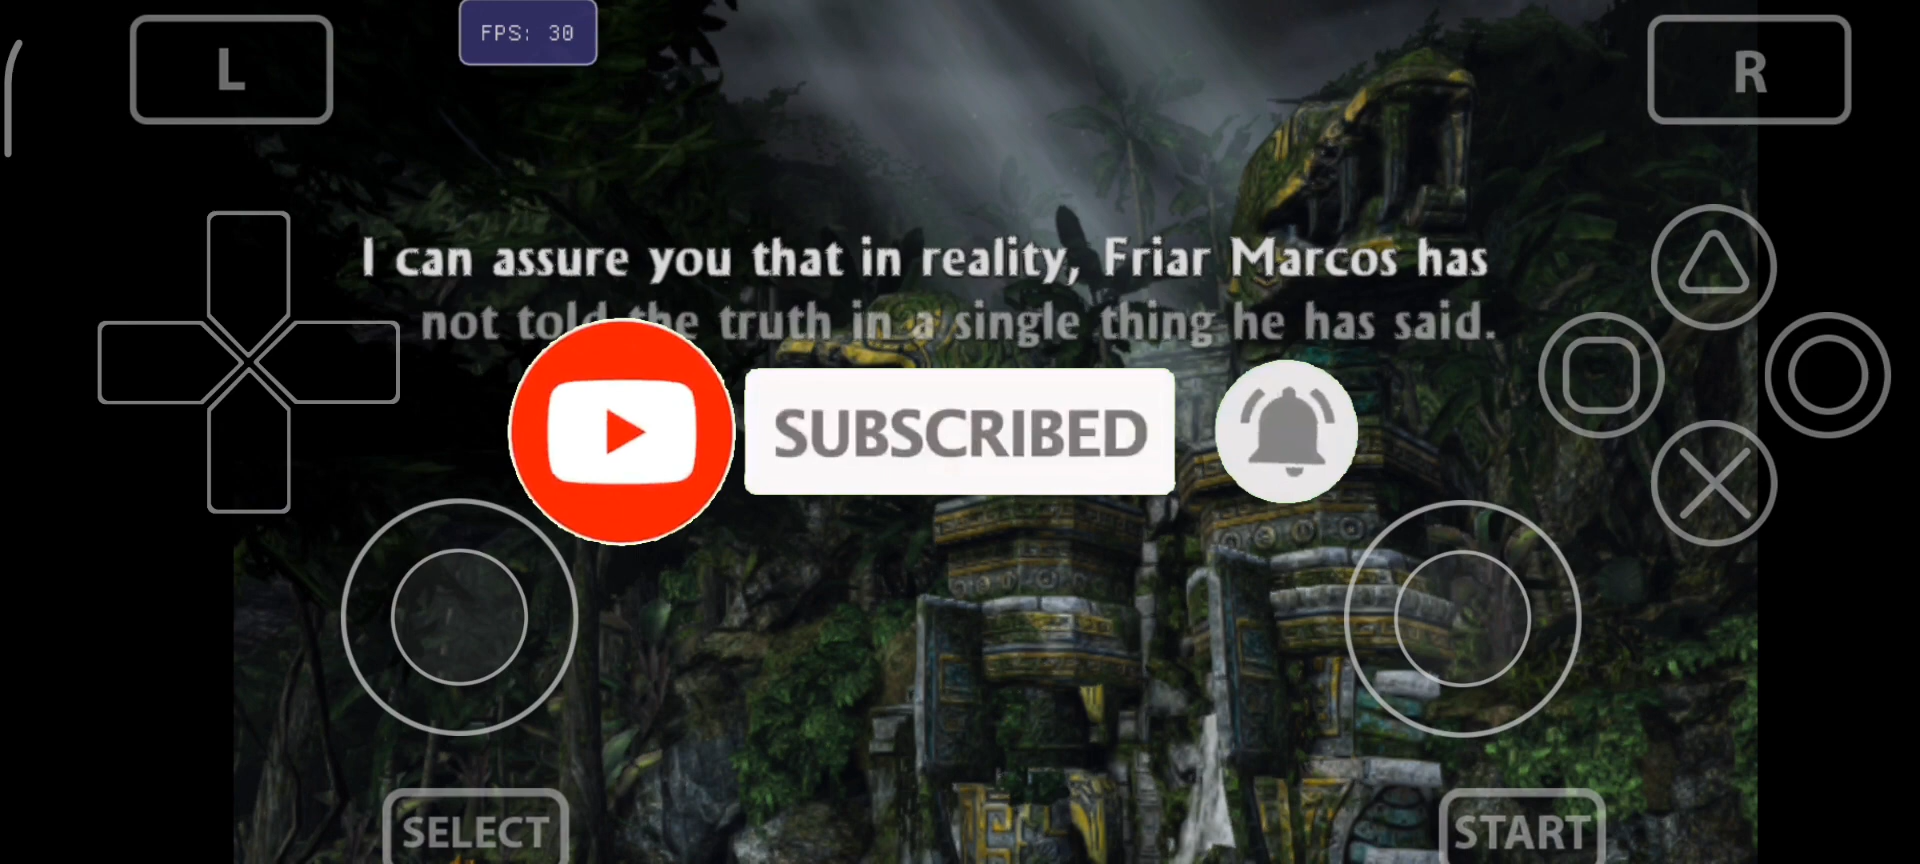 FPS: 30
L
R
I can assure you that in reality, Friar Marcos has
not told the truth in a single thing he has said.
SUBSCRIBED
SELECT
START